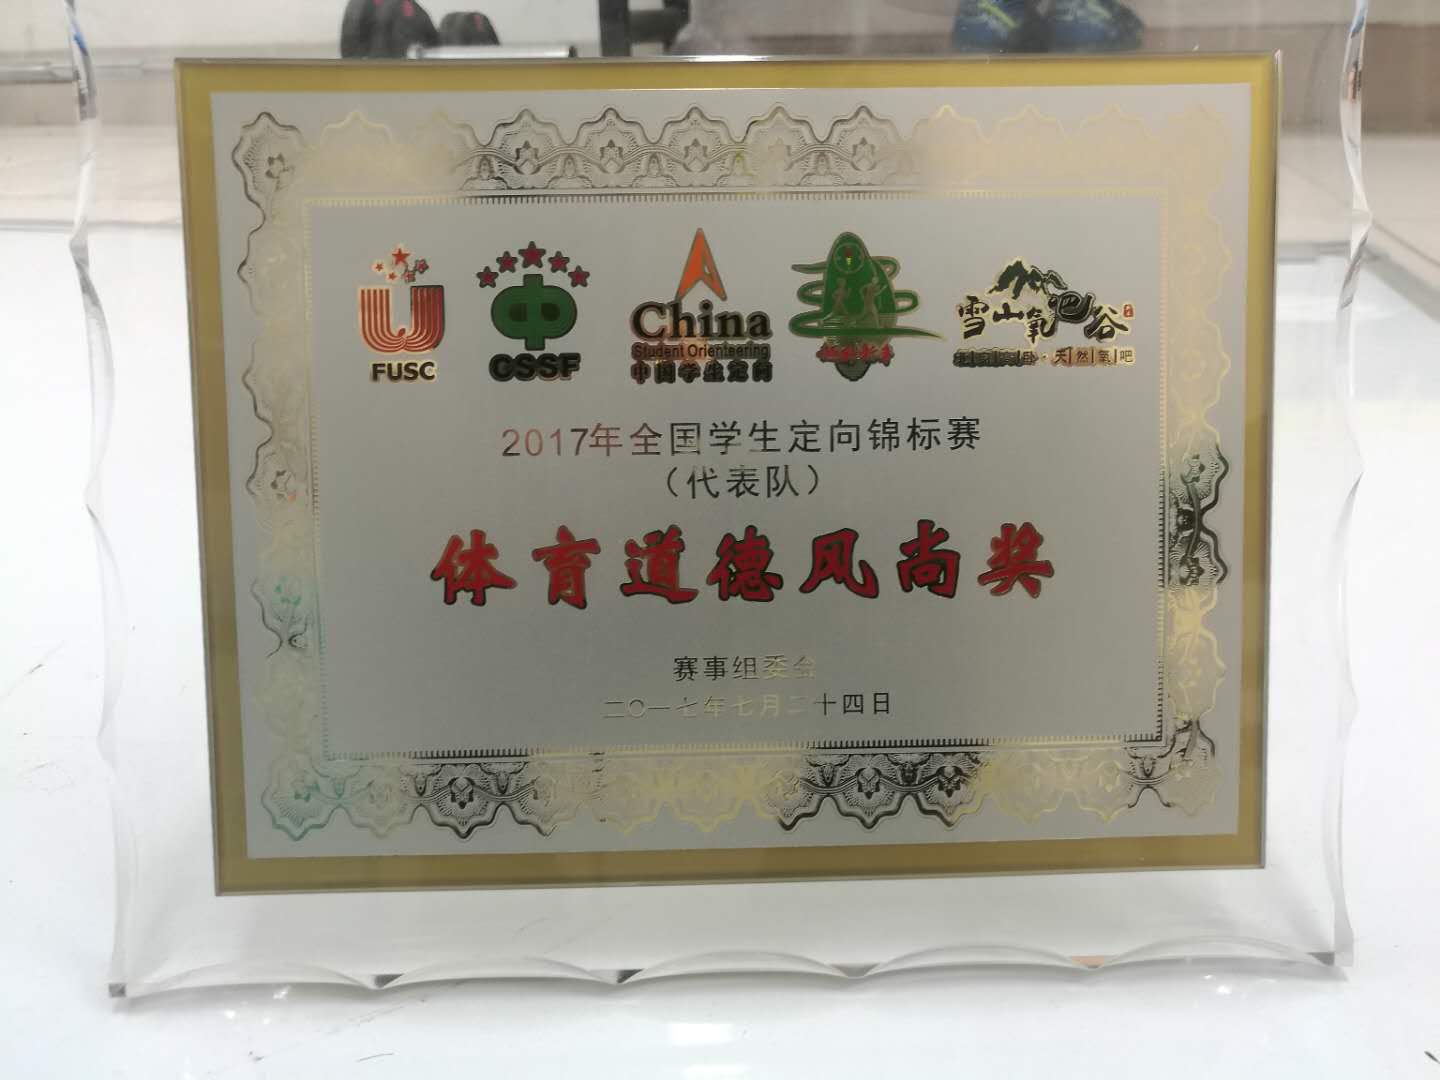 FUSC
CSSF
China
Student Orienteering
中国学生定向
雪山氧吧谷
天然氧吧
2017年全国学生定向锦标赛
（代表队）
体育道德风尚奖
赛事组委会
二〇一七年七月二十四日